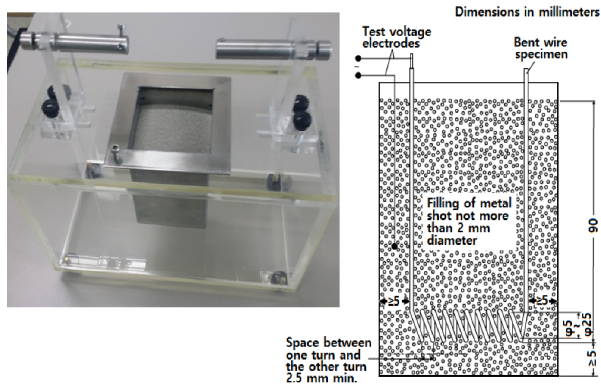 Dimensions in millimeters
Test voltage
electrodes
Bent wire
specimen
~
Filling of metal
shot not more
than 2 mm
diameter
90
≥5
≥5
φ5
~
φ25
≥5
Space between
one turn and
the other turn
2.5 mm min.